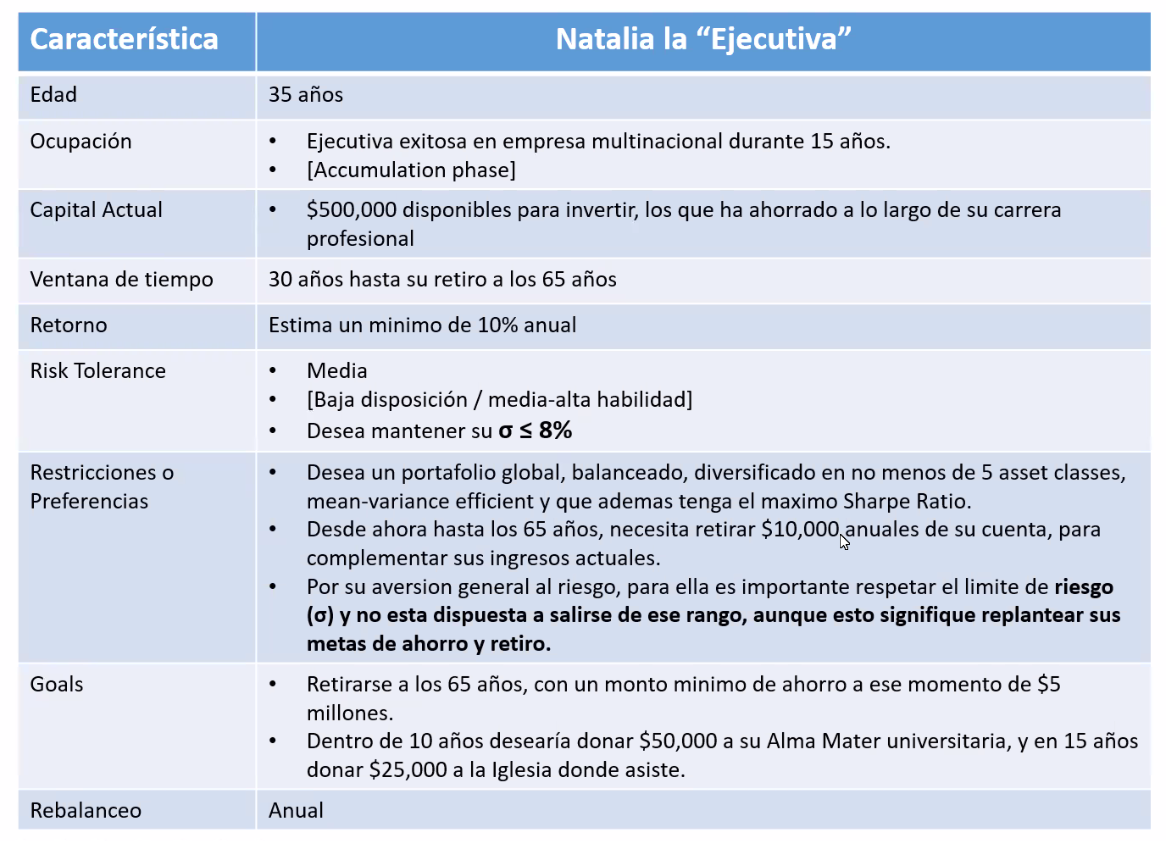 Característica
Natalia la “Ejecutiva”
Edad
35 años
Ocupación
• Ejecutiva exitosa en empresa multinacional durante 15 años.
• [Accumulation phase]
Capital Actual
• $500,000 disponibles para invertir, los que ha ahorrado a lo largo de su carrera
profesional
Ventana de tiempo
30 años hasta su retiro a los 65 años
Retorno
Estima un minimo de 10% anual
Risk Tolerance
• Media
• [Baja disposición / media-alta habilidad]
• Desea mantener su σ ≤ 8%
Restricciones o
Preferencias
• Desea un portafolio global, balanceado, diversificado en no menos de 5 asset classes,
mean-variance efficient y que ademas tenga el maximo Sharpe Ratio.
• Desde ahora hasta los 65 años, necesita retirar $10,000 anuales de su cuenta, para
complementar sus ingresos actuales.
• Por su aversion general al riesgo, para ella es importante respetar el limite de riesgo
(σ) y no esta dispuesta a salirse de ese rango, aunque esto signifique replantear sus
metas de ahorro y retiro.
Goals
• Retirarse a los 65 años, con un monto minimo de ahorro a ese momento de $5
millones.
• Dentro de 10 años desearía donar $50,000 a su Alma Mater universitaria, y en 15 años
donar $25,000 a la Iglesia donde asiste.
Rebalanceo
Anual